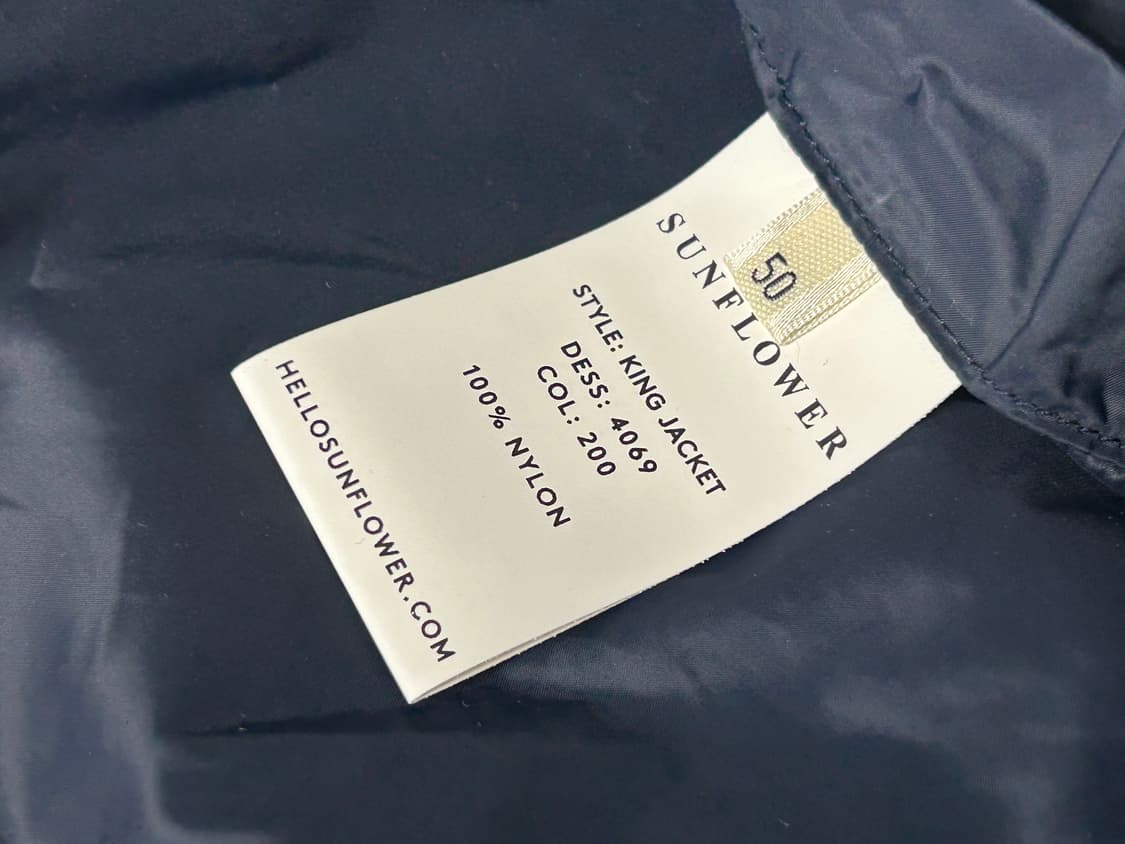 50
SUNFLOWER
STYLE: KING JACKET
DESS: 4069
COL: 200
100% NYLON
HELLOSUNFLOWER.COM